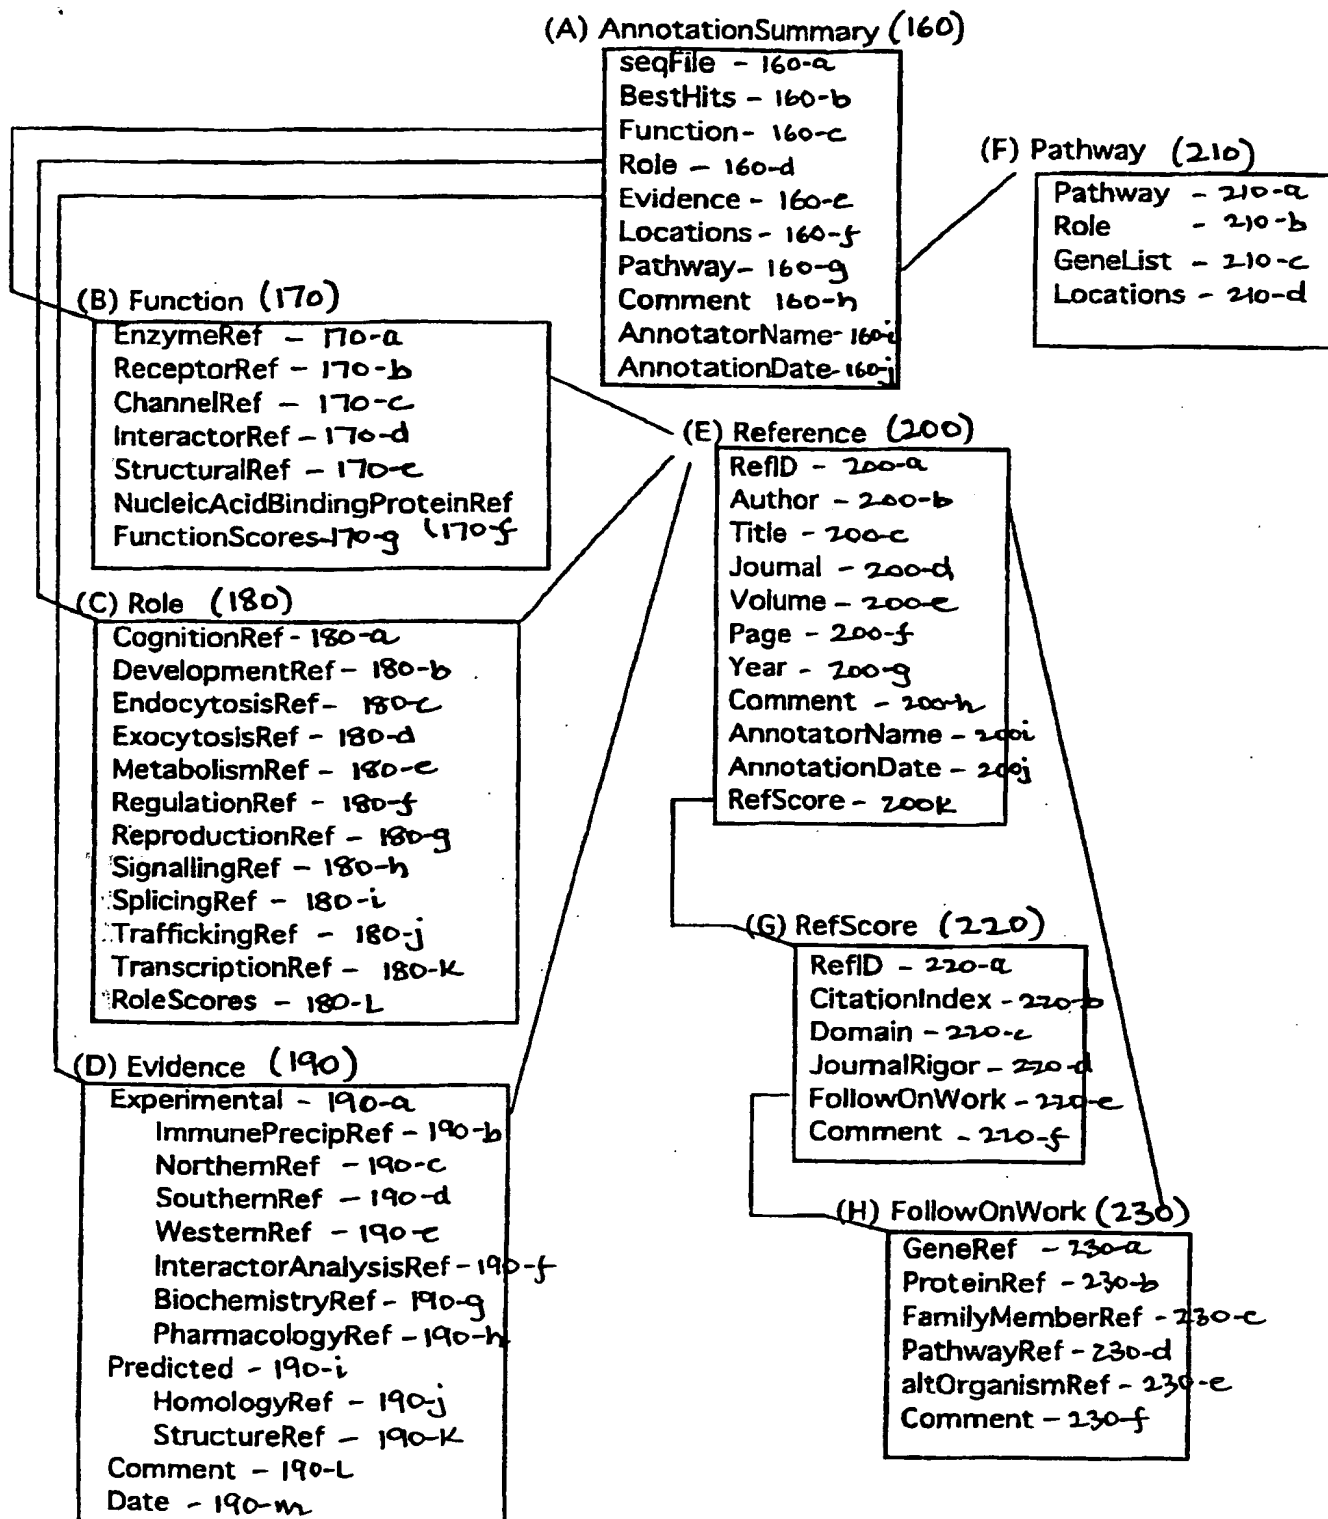 (A) AnnotationSummary (160)
seqFile - 160-a
BestHits - 160-b
Function - 160-c
Role - 160-d
Evidence - 160-e
Locations - 160-f
Pathway - 160-g
Comment 160-h
AnnotatorName - 160-i
AnnotationDate - 160-j
(F) Pathway (210)
Pathway - 210-a
Role - 210-b
GeneList - 210-c
Locations - 210-d
(B) Function (170)
EnzymeRef - 170-a
ReceptorRef - 170-b
ChannelRef - 170-c
InteractorRef - 170-d
StructuralRef - 170-e
NucleicAcidBindingProteinRef
(170-f
FunctionScores - 170-g
(C) Role (180)
CognitionRef - 180-a
DevelopmentRef - 180-b
EndocytosisRef - 180-c
ExocytosisRef - 180-d
MetabolismRef - 180-e
RegulationRef - 180-f
ReproductionRef - 180-g
SignallingRef - 180-h
SplicingRef - 180-i
TraffickingRef - 180-j
TranscriptionRef - 180-k
RoleScores - 180-L
(D) Evidence (190)
Experimental - 190-a
ImmunePrecipRef - 190-b
NorthernRef - 190-c
SouthernRef - 190-d
WesternRef - 190-e
InteractorAnalysisRef - 190-f
BiochemistryRef - 190-g
PharmacologyRef - 190-h
Predicted - 190-i
HomologyRef - 190-j
StructureRef - 190-k
Comment - 190-L
Date - 190-m
(E) Reference (200)
RefID - 200-a
Author - 200-b
Title - 200-c
Journal - 200-d
Volume - 200-e
Page - 200-f
Year - 200-g
Comment - 200-h
AnnotatorName - 200i
AnnotationDate - 200j
RefScore - 200k
(G) RefScore (220)
RefID - 220-a
CitationIndex - 220-b
Domain - 220-c
JournalRigor - 220-d
FollowOnWork - 220-e
Comment - 220-f
(H) FollowOnWork (230)
GeneRef - 230-a
ProteinRef - 230-b
FamilyMemberRef - 230-c
PathwayRef - 230-d
altOrganismRef - 230-e
Comment - 230-f